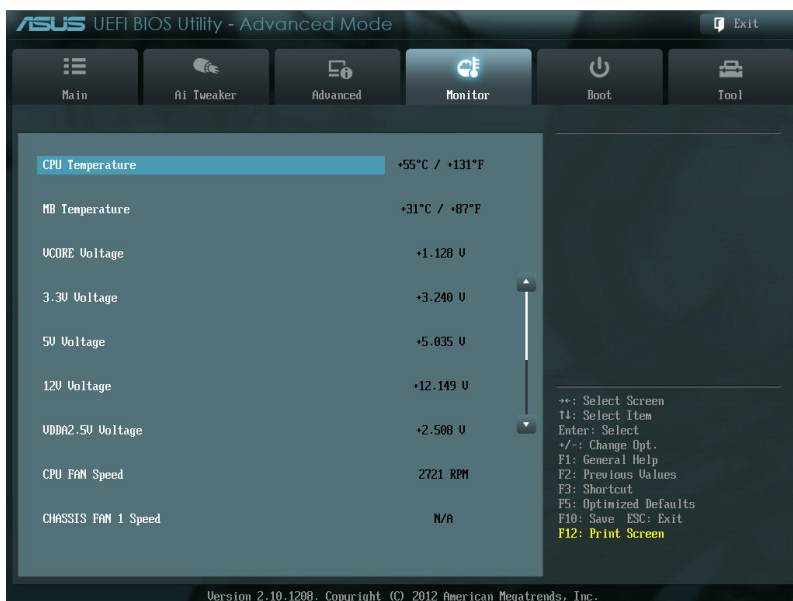 ASUS UEFI BIOS Utility - Advanced Mode
Exit
Main
Ai Tweaker
Advanced
Monitor
Boot
Tool
CPU Temperature +55°C / +131°F
MB Temperature +31°C / +87°F
VCORE Voltage +1.128 V
3.3V Voltage +3.240 V
5V Voltage +5.035 V
12V Voltage +12.149 V
VDDA2.5V Voltage +2.508 V
CPU FAN Speed 2721 RPM
CHASSIS FAN 1 Speed N/A
→←: Select Screen
↑↓: Select Item
Enter: Select
+/-: Change Opt.
F1: General Help
F2: Previous Values
F3: Shortcut
F5: Optimized Defaults
F10: Save ESC: Exit
F12: Print Screen
Version 2.10.1208. Copyright (C) 2012 American Megatrends, Inc.